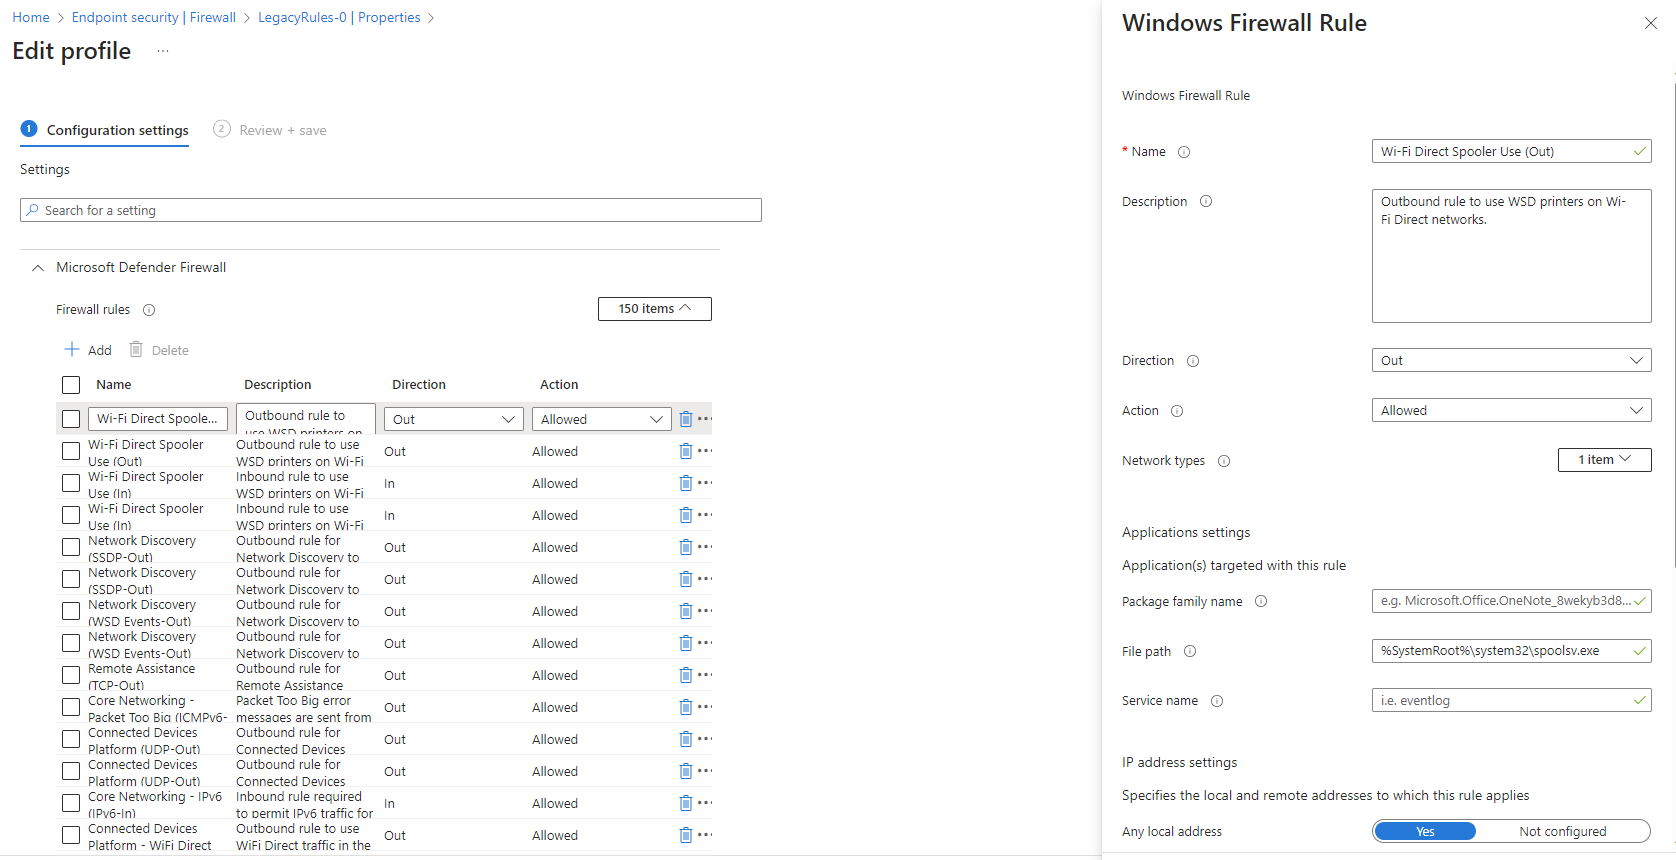 Home > Endpoint security | Firewall > LegacyRules-0 | Properties >
Edit profile ...
1 Configuration settings 2 Review + save
Settings
Search for a setting
Microsoft Defender Firewall
Firewall rules 150 items
Add Delete
Name Description Direction Action
Wi-Fi Direct Spoole... Outbound rule to use WSD printers on Out Allowed
Wi-Fi Direct Spooler Use (Out) Outbound rule to use WSD printers on Wi-Fi Out Allowed
Wi-Fi Direct Spooler Use (In) Inbound rule to use WSD printers on Wi-Fi In Allowed
Wi-Fi Direct Spooler Use (In) Inbound rule to use WSD printers on Wi-Fi In Allowed
Network Discovery (SSDP-Out) Outbound rule for Network Discovery to Out Allowed
Network Discovery (SSDP-Out) Outbound rule for Network Discovery to Out Allowed
Network Discovery (WSD Events-Out) Outbound rule for Network Discovery to Out Allowed
Network Discovery (WSD Events-Out) Outbound rule for Network Discovery to Out Allowed
Remote Assistance (TCP-Out) Outbound rule for Remote Assistance Out Allowed
Core Networking - Packet Too Big (ICMPv6- Packet Too Big error messages are sent from Out Allowed
Connected Devices Platform (UDP-Out) Outbound rule for Connected Devices Out Allowed
Connected Devices Platform (UDP-Out) Outbound rule for Connected Devices Out Allowed
Core Networking - IPv6 (IPv6-In) Inbound rule required to permit IPv6 traffic for In Allowed
Connected Devices Platform - WiFi Direct Outbound rule to use WiFi Direct traffic in the Out Allowed
Windows Firewall Rule
Windows Firewall Rule
* Name Wi-Fi Direct Spooler Use (Out)
Description Outbound rule to use WSD printers on Wi-
Fi Direct networks.
Direction Out
Action Allowed
Network types 1 item
Applications settings
Application(s) targeted with this rule
Package family name e.g. Microsoft.Office.OneNote_8wekyb3d8...
File path %SystemRoot%\system32\spoolsv.exe
Service name i.e. eventlog
IP address settings
Specifies the local and remote addresses to which this rule applies
Any local address Yes Not configured